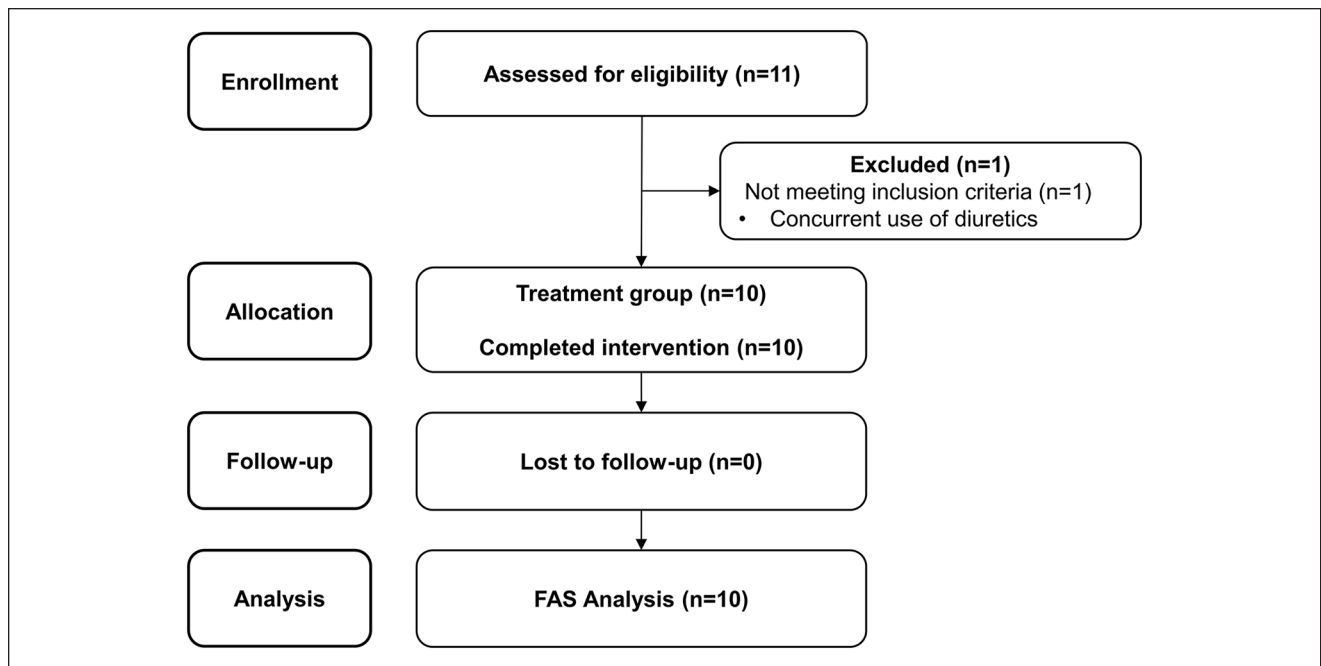 Enrollment
Assessed for eligibility (n=11)
Excluded (n=1)
Not meeting inclusion criteria (n=1)
• Concurrent use of diuretics
Allocation
Treatment group (n=10)
Completed intervention (n=10)
Follow-up
Lost to follow-up (n=0)
Analysis
FAS Analysis (n=10)